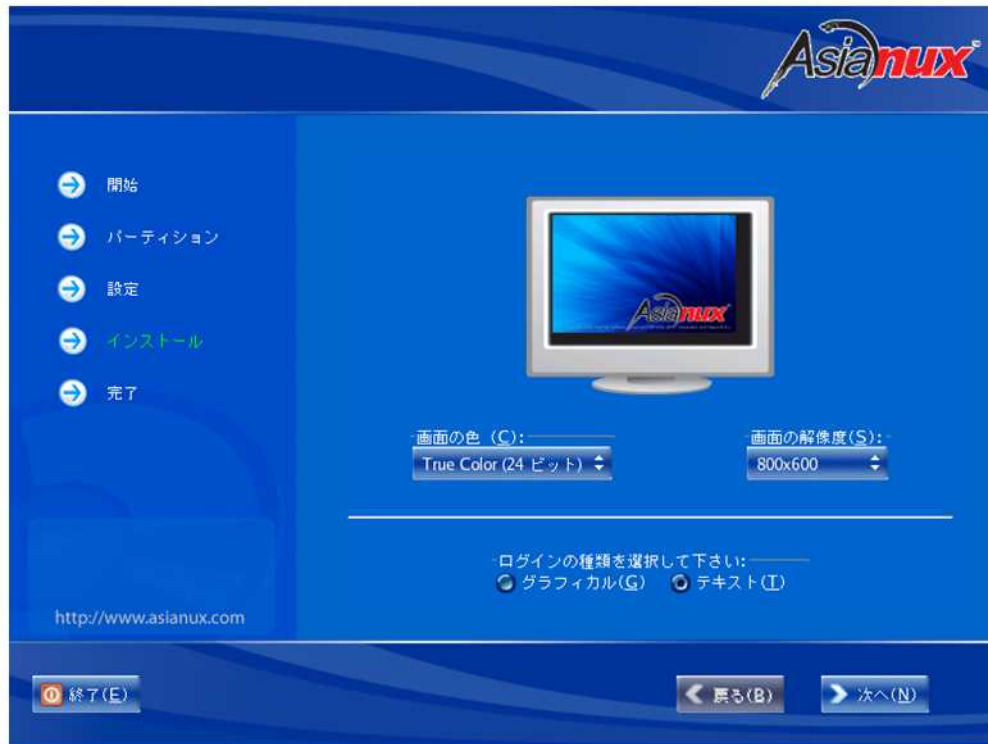 Asianux
開始
パーティション
設定
インストール
完了
Asianux
画面の色 (C):
画面の解像度(S):
True Color (24 ビット)
800x600
ログインの種類を選択して下さい:
グラフィカル(G) テキスト(T)
http://www.asianux.com
終了(E)
戻る(B)
次へ(N)